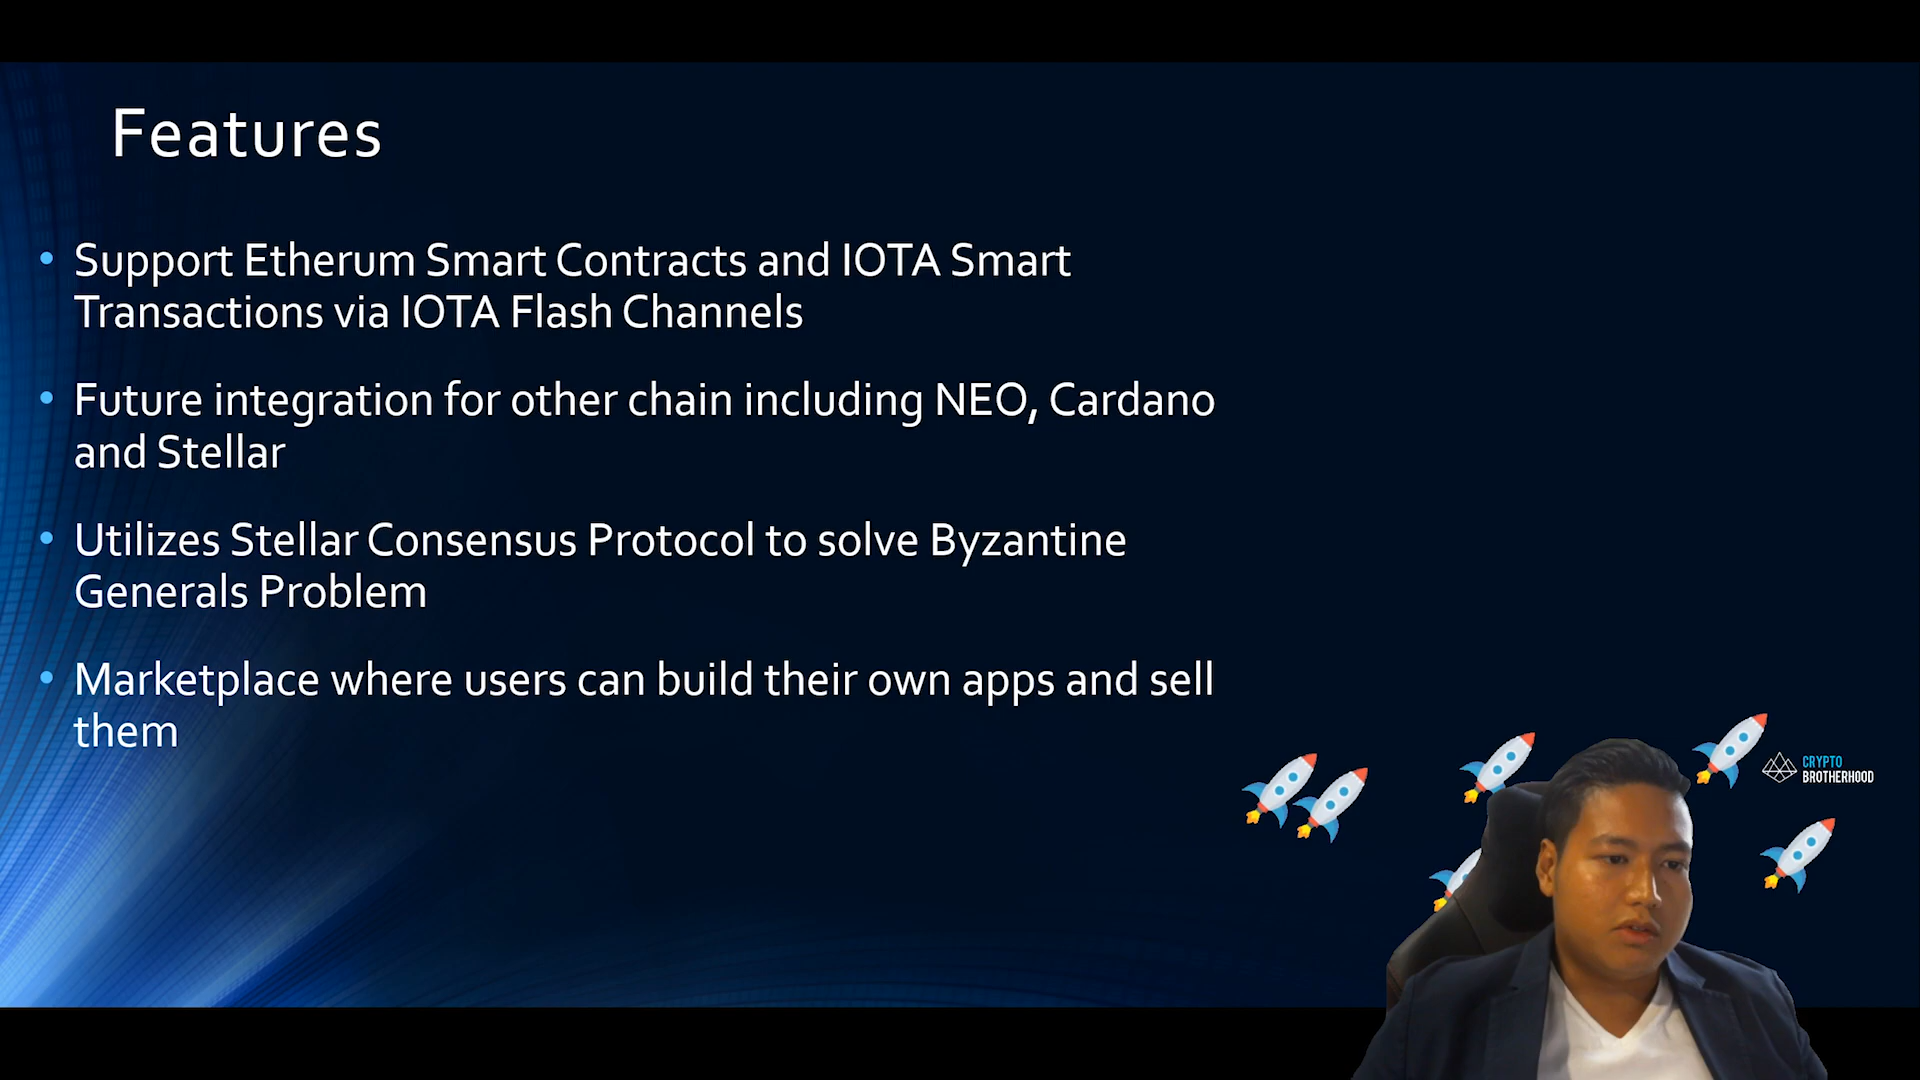 Features
• Support Etherum Smart Contracts and IOTA Smart
Transactions via IOTA Flash Channels
• Future integration for other chain including NEO, Cardano
and Stellar
• Utilizes Stellar Consensus Protocol to solve Byzantine
Generals Problem
• Marketplace where users can build their own apps and sell
them
CRYPTO
BROTHERHOOD